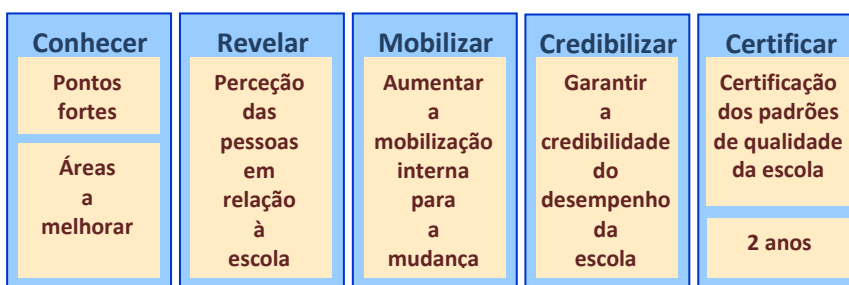 Conhecer
Pontos
fortes
Áreas
a
melhorar
Revelar
Perceção
das
pessoas
em
relação
à
escola
Mobilizar
Aumentar
a
mobilização
interna
para
a
mudança
Credibilizar
Garantir
a
credibilidade
do
desempenho
da
escola
Certificar
Certificação
dos padrões
de qualidade
da escola
2 anos